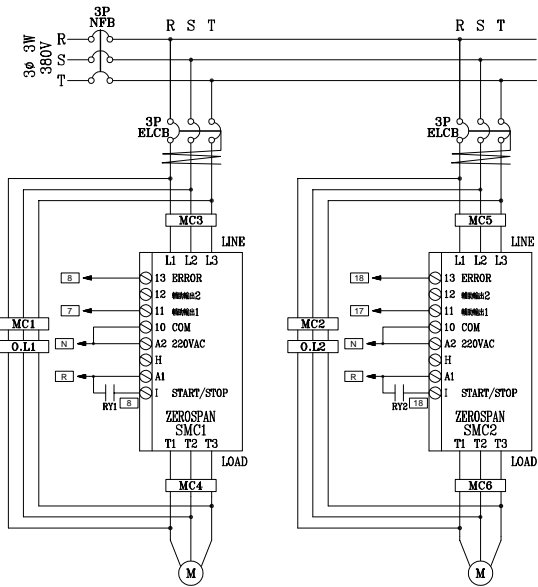 3P
NFB
R S T
R S T
3ø 3W
380V
R
S
T
3P
ELCB
3P
ELCB
MC3
LINE
L1 L2 L3
8
13 ERROR
12
7
11
10 COM
N
A2 220VAC
H
R
A1
RY1
8
I START/STOP
MC1
O.L1
ZEROSPAN
SMC1
T1 T2 T3
LOAD
MC4
M
MC5
LINE
L1 L2 L3
18
13 ERROR
12
17
11
10 COM
N
A2 220VAC
H
R
A1
RY2
18
I START/STOP
MC2
O.L2
ZEROSPAN
SMC2
T1 T2 T3
LOAD
MC6
M